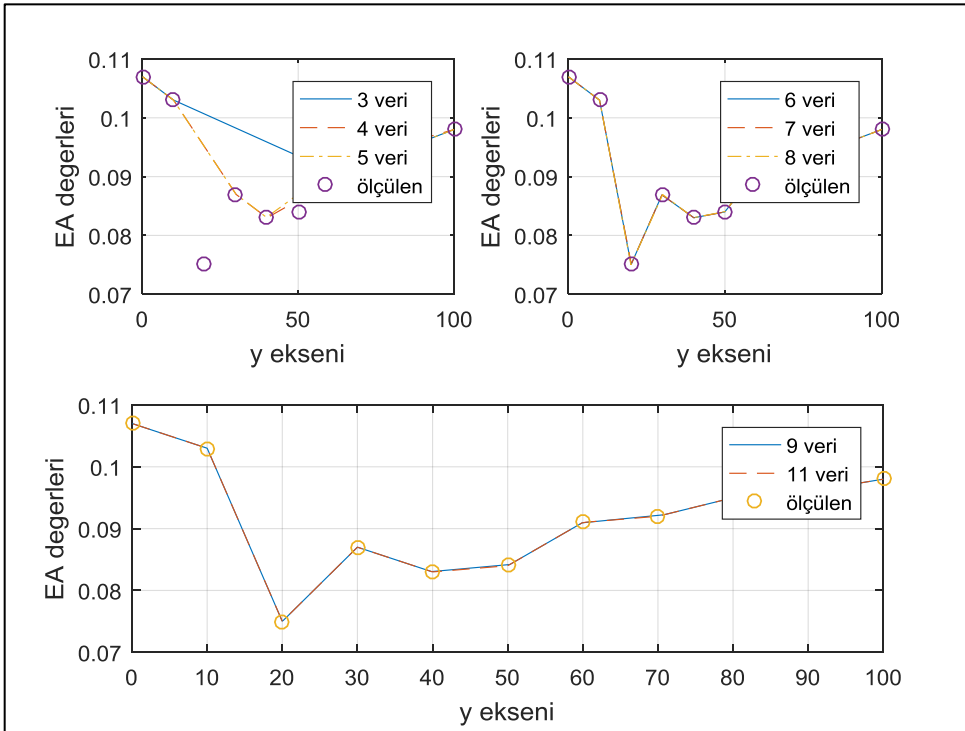 0.11
0.1
0.09
0.08
0.07
EA degerleri
0
50
100
y ekseni
3 veri
4 veri
5 veri
ölçülen
0.11
0.1
0.09
0.08
0.07
EA degerleri
0
50
100
y ekseni
6 veri
7 veri
8 veri
ölçülen
0.11
0.1
0.09
0.08
0.07
EA degerleri
0 10 20 30 40 50 60 70 80 90 100
y ekseni
9 veri
11 veri
ölçülen